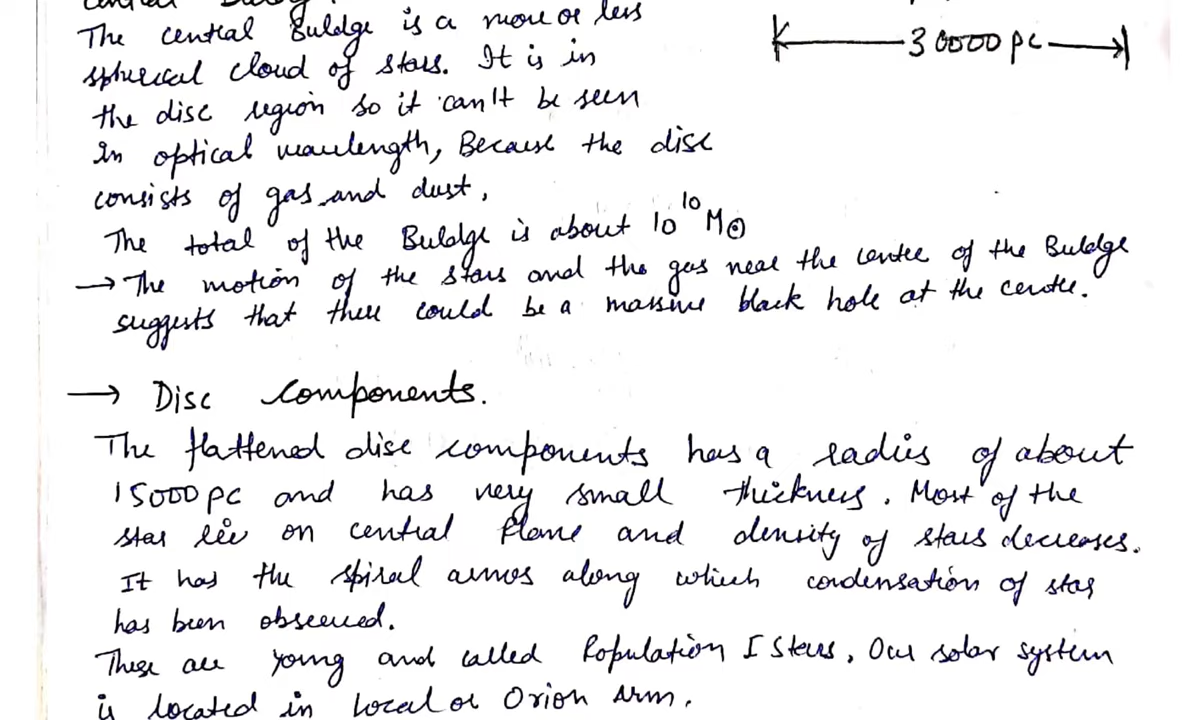 Central Buldge
The central Buldge is a more or less
30000 pc
spherical cloud of stars. It is in
the disc region so it can't be seen
In optical wavelength, Because the disc
consists of gas and dust,
The total of the Buldge is about 10^10 M⊙
→ The motion of the stars and the gas near the centre of the Buldge
suggests that there could be a massive black hole at the centre.
→ Disc Components.
The flattened disc components has a radius of about
15000 pc and has very small thickness. Most of the
star lie on central Plane and density of stars decreases.
It has the spiral armos along which condensation of star
has been observed.
These are young and called Population I Stars, Our solar system
is located in Local or Orion Arm.